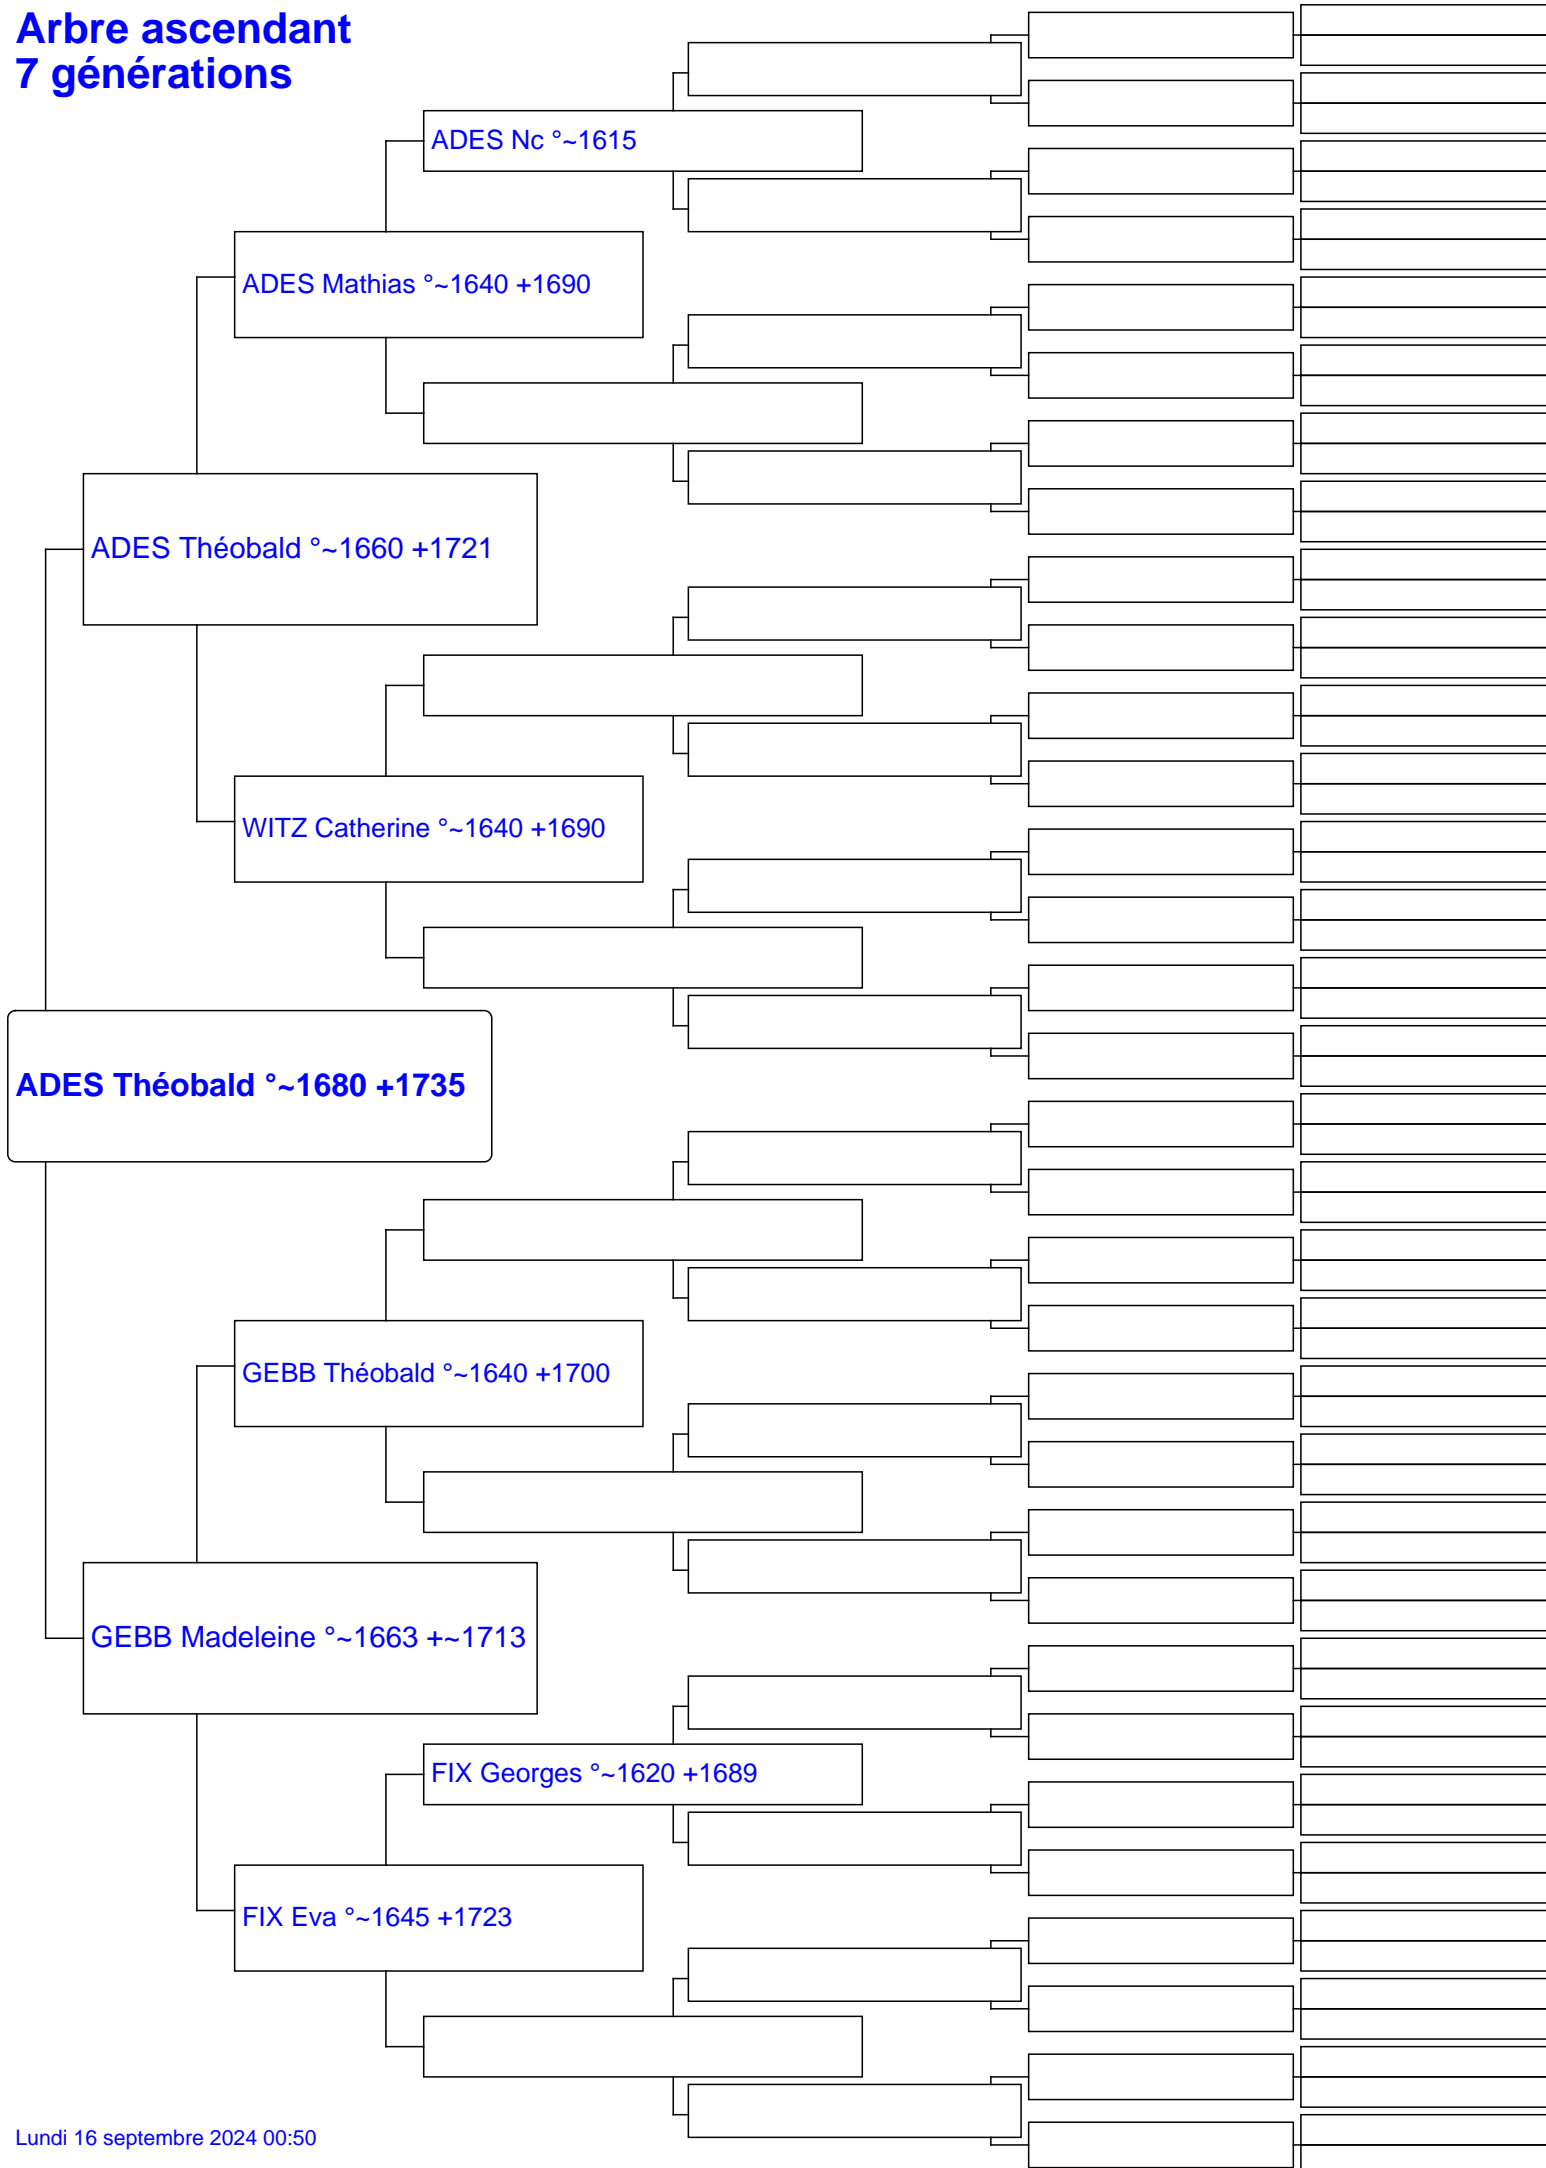 Arbre ascendant
7 générations
ADES Nc °~1615
ADES Mathias °~1640 +1690
ADES Théobald °~1660 +1721
WITZ Catherine °~1640 +1690
ADES Théobald °~1680 +1735
GEBB Théobald °~1640 +1700
GEBB Madeleine °~1663 +~1713
FIX Georges °~1620 +1689
FIX Eva °~1645 +1723
Lundi 16 septembre 2024 00:50